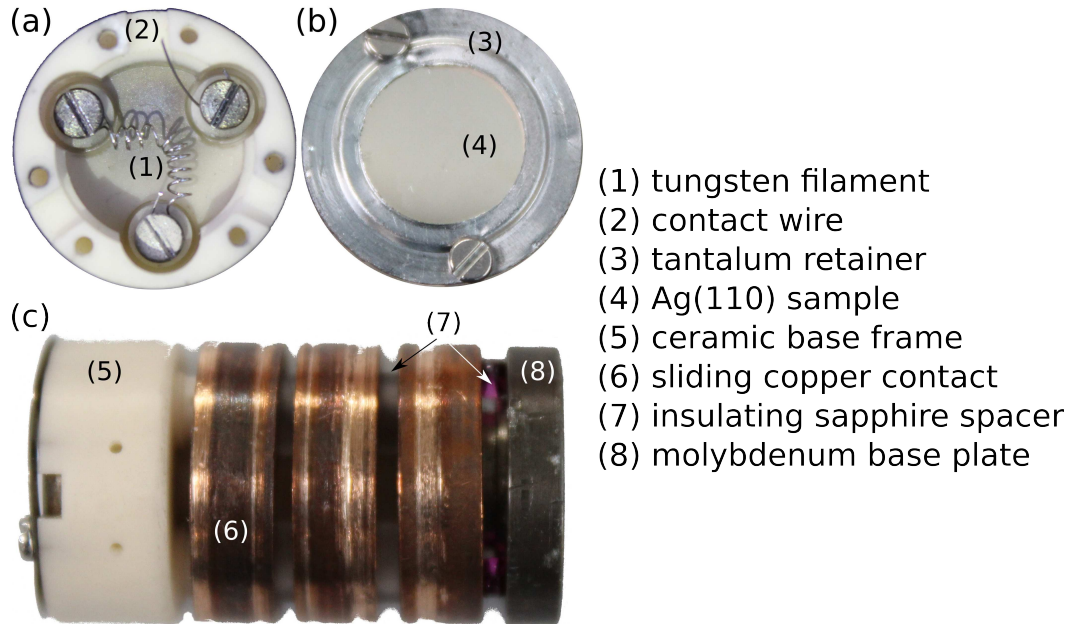 (a)
(2)
(1)
(b)
(3)
(4)
(c)
(5)
(6)
(7)
(8)
(1) tungsten filament
(2) contact wire
(3) tantalum retainer
(4) Ag(110) sample
(5) ceramic base frame
(6) sliding copper contact
(7) insulating sapphire spacer
(8) molybdenum base plate